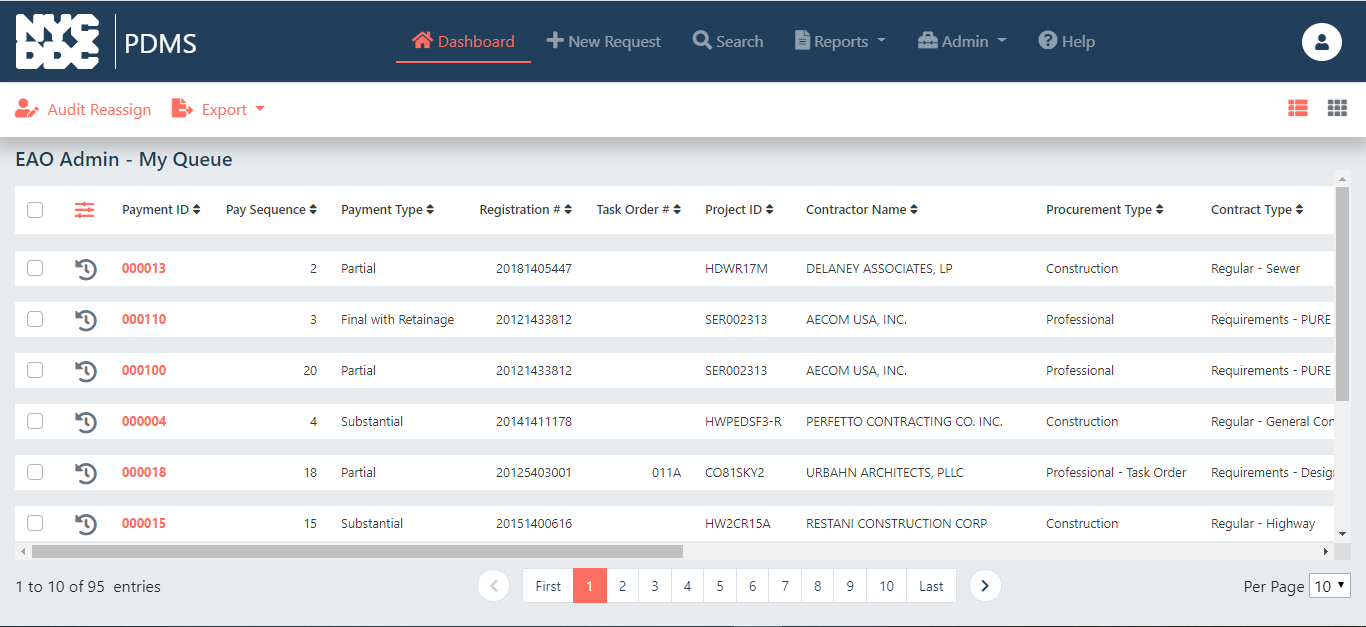 NYC DDC PDMS Dashboard New Request Search Reports Admin Help
Audit Reassign Export
EAO Admin - My Queue
Payment ID Pay Sequence Payment Type Registration # Task Order # Project ID Contractor Name Procurement Type Contract Type
000013 2 Partial 20181405447 HDWR17M DELANEY ASSOCIATES, LP Construction Regular - Sewer
000110 3 Final with Retainage 20121433812 SER002313 AECOM USA, INC. Professional Requirements - PURE
000100 20 Partial 20121433812 SER002313 AECOM USA, INC. Professional Requirements - PURE
000004 4 Substantial 20141411178 HWPEDSF3-R PERFETTO CONTRACTING CO. INC. Construction Regular - General Con
000018 18 Partial 20125403001 011A CO81SKY2 URBAHN ARCHITECTS, PLLC Professional - Task Order Requirements - Desig
000015 15 Substantial 20151400616 HW2CR15A RESTANI CONSTRUCTION CORP Construction Regular - Highway
1 to 10 of 95 entries First 1 2 3 4 5 6 7 8 9 10 Last Per Page 10